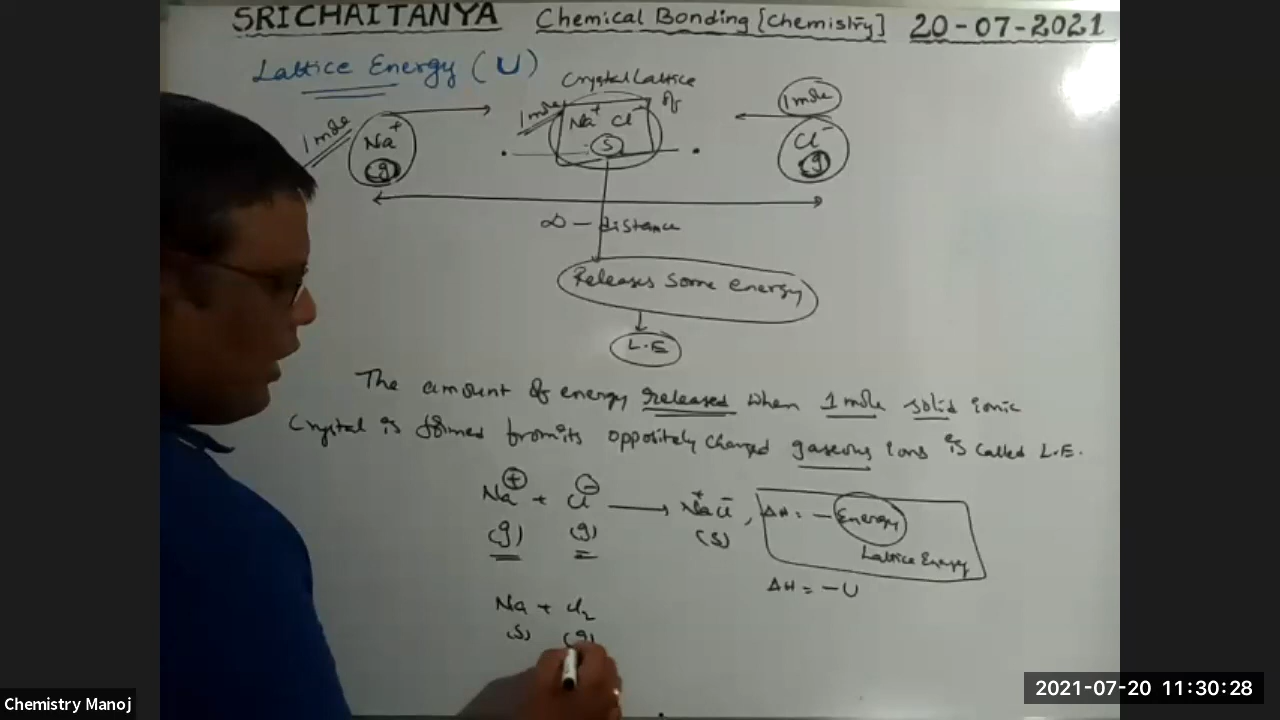 SRICHAITANYA Chemical Bonding [Chemistry] 20-07-2021
Lattice Energy (U)
Crystal Lattice
of
1 mole
Na+
(g)
1 mole
Na+ Cl-
(s)
1 mole
Cl-
(g)
∞ - distance
Releases some energy
L.E
The amount of energy released when 1 mole solid ionic
Crystal is formed from its oppositely charged gaseous ions is called L.E.
Na+ + Cl- → Na+Cl-, ΔH = - Energy
(g) (g) (s) Lattice Energy
ΔH = -U
Na + Cl2
(s) (g)
Chemistry Manoj
2021-07-20 11:30:28